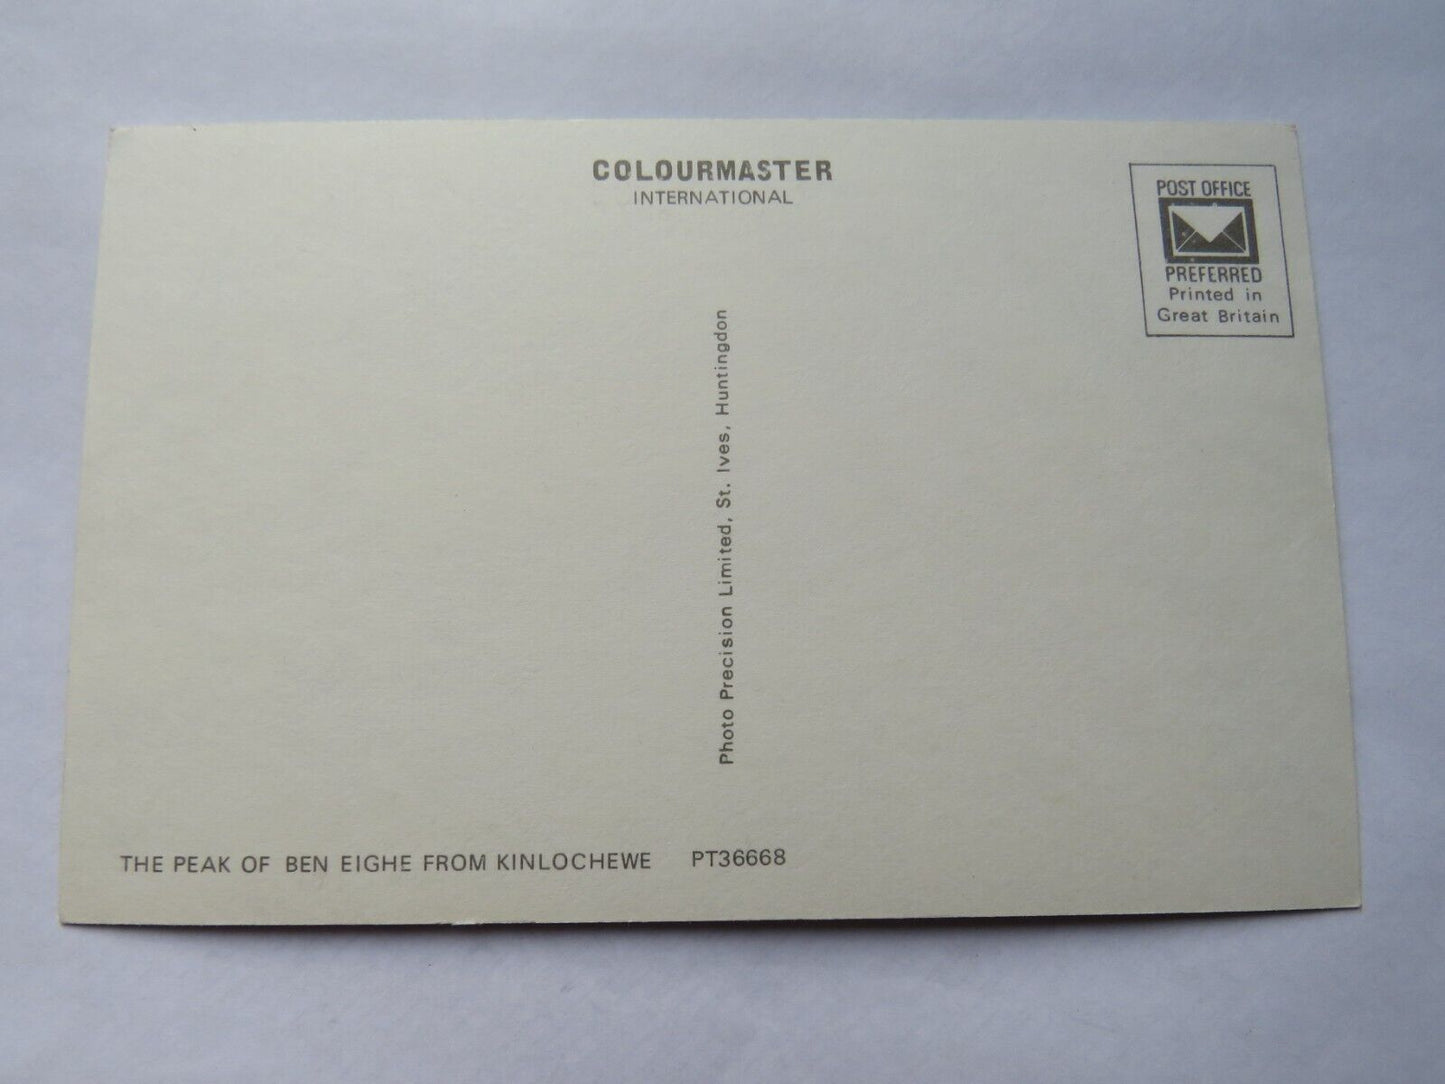 COLOURMASTER
INTERNATIONAL
POST OFFICE
PREFERRED
Printed in
Great Britain
Photo Precision Limited, St. Ives, Huntingdon
THE PEAK OF BEN EIGHE FROM KINLOCHEWE PT36668